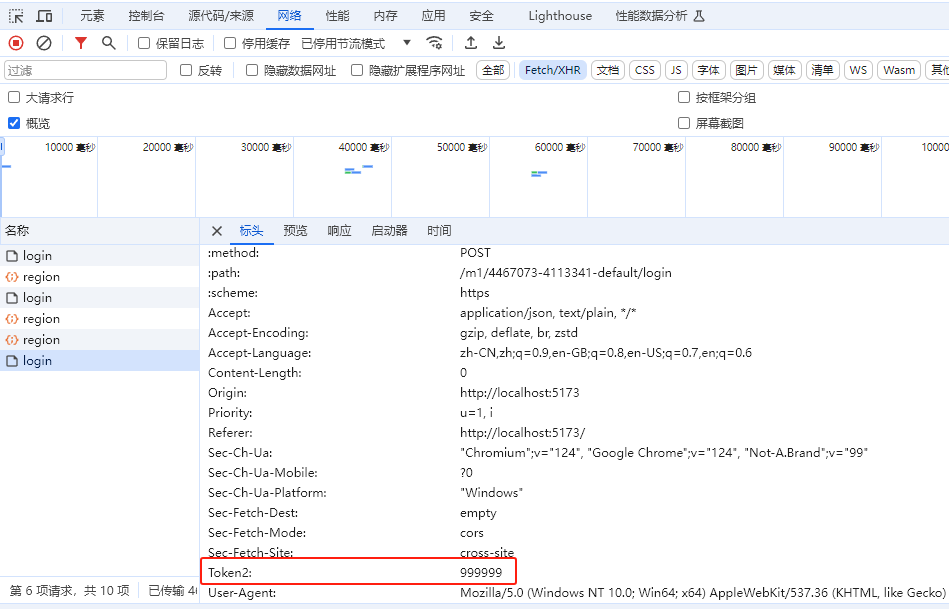 元素 控制台 源代码/来源 网络 性能 内存 应用 安全 Lighthouse 性能数据分析
保留日志 停用缓存 已停用节流模式
过滤 反转 隐藏数据网址 隐藏扩展程序网址 全部 Fetch/XHR 文档 CSS JS 字体 图片 媒体 清单 WS Wasm 其他
大请求行 按框架分组
概览 屏幕截图
10000 毫秒 20000 毫秒 30000 毫秒 40000 毫秒 50000 毫秒 60000 毫秒 70000 毫秒 80000 毫秒 90000 毫秒 10000
名称 标头 预览 响应 启动器 时间
login
region
login
region
region
login
:method: POST
:path: /m1/4467073-4113341-default/login
:scheme: https
Accept: application/json, text/plain, */*
Accept-Encoding: gzip, deflate, br, zstd
Accept-Language: zh-CN,zh;q=0.9,en-GB;q=0.8,en-US;q=0.7,en;q=0.6
Content-Length: 0
Origin: http://localhost:5173
Priority: u=1, i
Referer: http://localhost:5173/
Sec-Ch-Ua: "Chromium";v="124", "Google Chrome";v="124", "Not-A.Brand";v="99"
Sec-Ch-Ua-Mobile: ?0
Sec-Ch-Ua-Platform: "Windows"
Sec-Fetch-Dest: empty
Sec-Fetch-Mode: cors
Sec-Fetch-Site: cross-site
Token2: 999999
User-Agent: Mozilla/5.0 (Windows NT 10.0; Win64; x64) AppleWebKit/537.36 (KHTML, like Gecko)
第 6 项请求，共 10 项 已传输